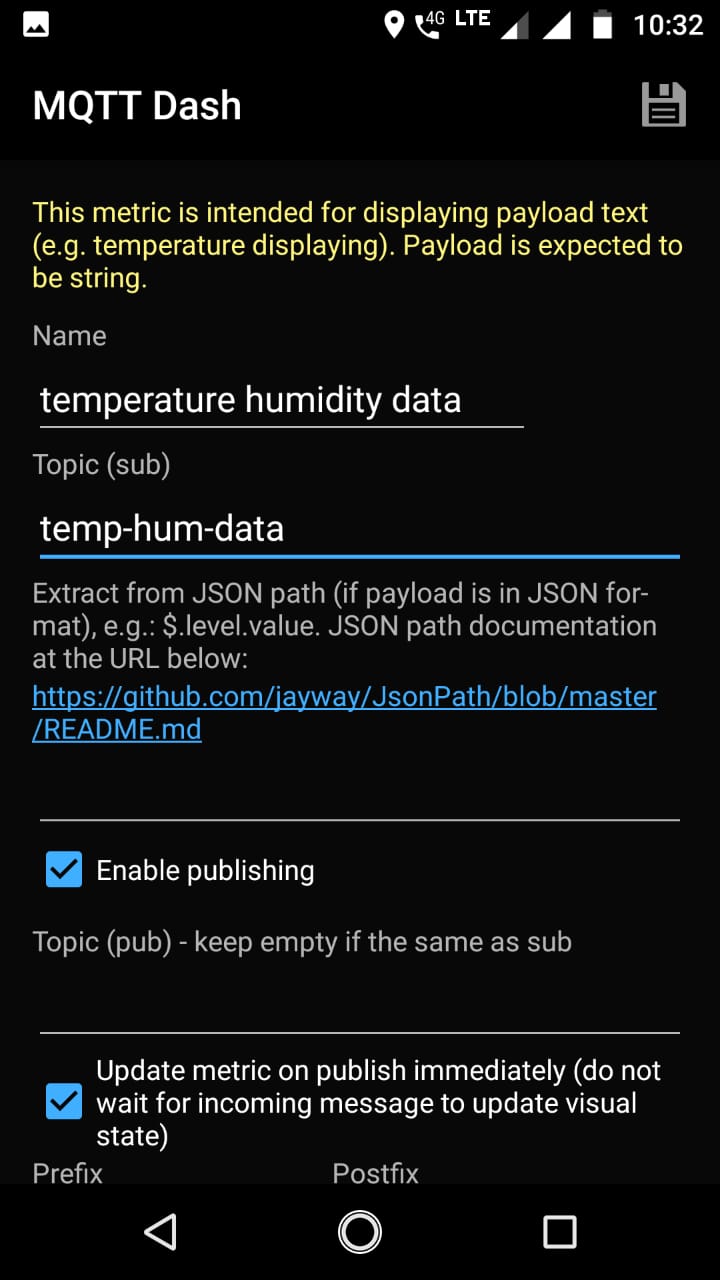 4G LTE 10:32
MQTT Dash
This metric is intended for displaying payload text
(e.g. temperature displaying). Payload is expected to
be string.
Name
temperature humidity data
Topic (sub)
temp-hum-data
Extract from JSON path (if payload is in JSON for-
mat), e.g.: $.level.value. JSON path documentation
at the URL below:
https://github.com/jayway/JsonPath/blob/master
/README.md
Enable publishing
Topic (pub) - keep empty if the same as sub
Update metric on publish immediately (do not
wait for incoming message to update visual
state)
Prefix Postfix